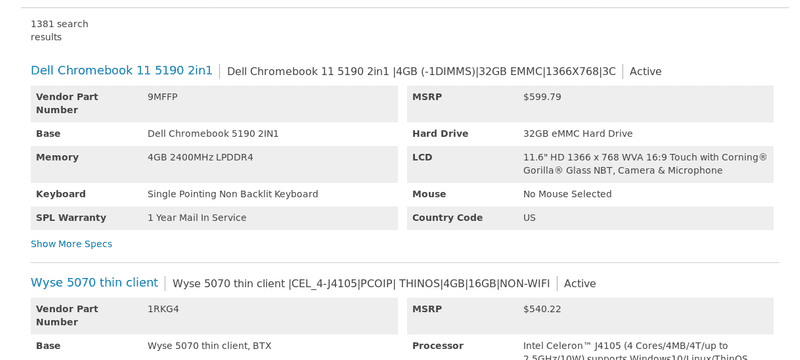 1381 search
results
Dell Chromebook 11 5190 2in1 Dell Chromebook 11 5190 2in1 |4GB (-1DIMMS)|32GB EMMC|1366X768|3C Active
Vendor Part Number 9MFFP MSRP $599.79
Base Dell Chromebook 5190 2IN1 Hard Drive 32GB eMMC Hard Drive
Memory 4GB 2400MHz LPDDR4 LCD 11.6" HD 1366 x 768 WVA 16:9 Touch with Corning®
Gorilla® Glass NBT, Camera & Microphone
Keyboard Single Pointing Non Backlit Keyboard Mouse No Mouse Selected
SPL Warranty 1 Year Mail In Service Country Code US
Show More Specs
Wyse 5070 thin client Wyse 5070 thin client |CEL_4-J4105|PCOIP| THINOS|4GB|16GB|NON-WIFI Active
Vendor Part Number 1RKG4 MSRP $540.22
Base Wyse 5070 thin client, BTX Processor Intel Celeron™ J4105 (4 Cores/4MB/4T/up to
2.5GHz/10W) supports Windows10/Linux/ThinOS